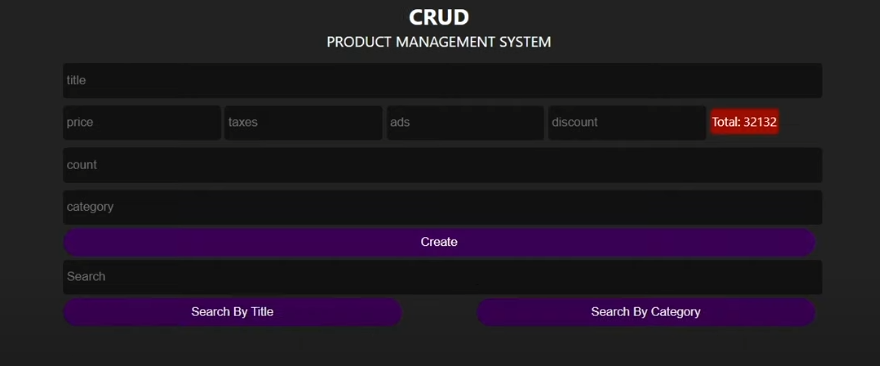 CRUD
PRODUCT MANAGEMENT SYSTEM
title
price taxes ads discount Total: 32132
count
category
Create
Search
Search By Title Search By Category